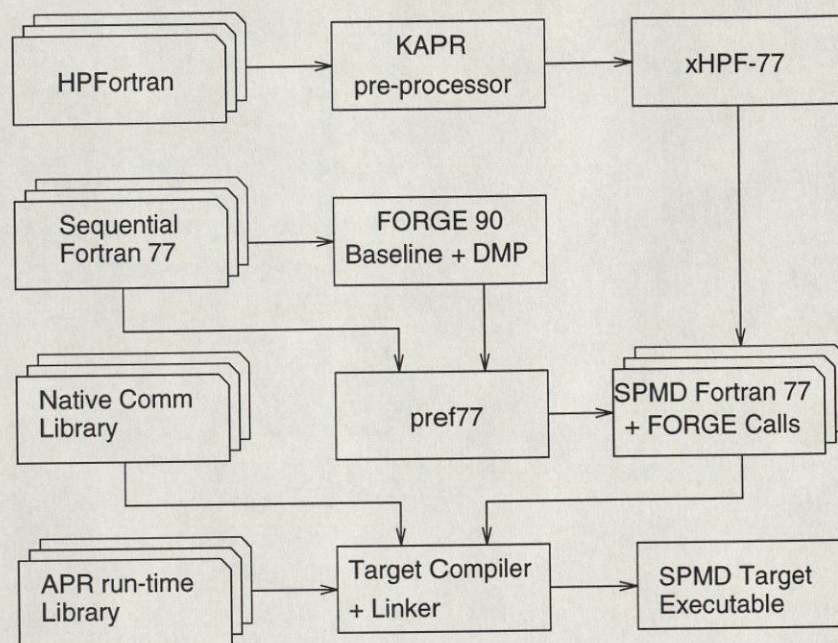 HPFortran
KAPR
pre-processor
xHPF-77
Sequential
Fortran 77
FORGE 90
Baseline + DMP
Native Comm
Library
pref77
SPMD Fortran 77
+ FORGE Calls
APR run-time
Library
Target Compiler
+ Linker
SPMD Target
Executable